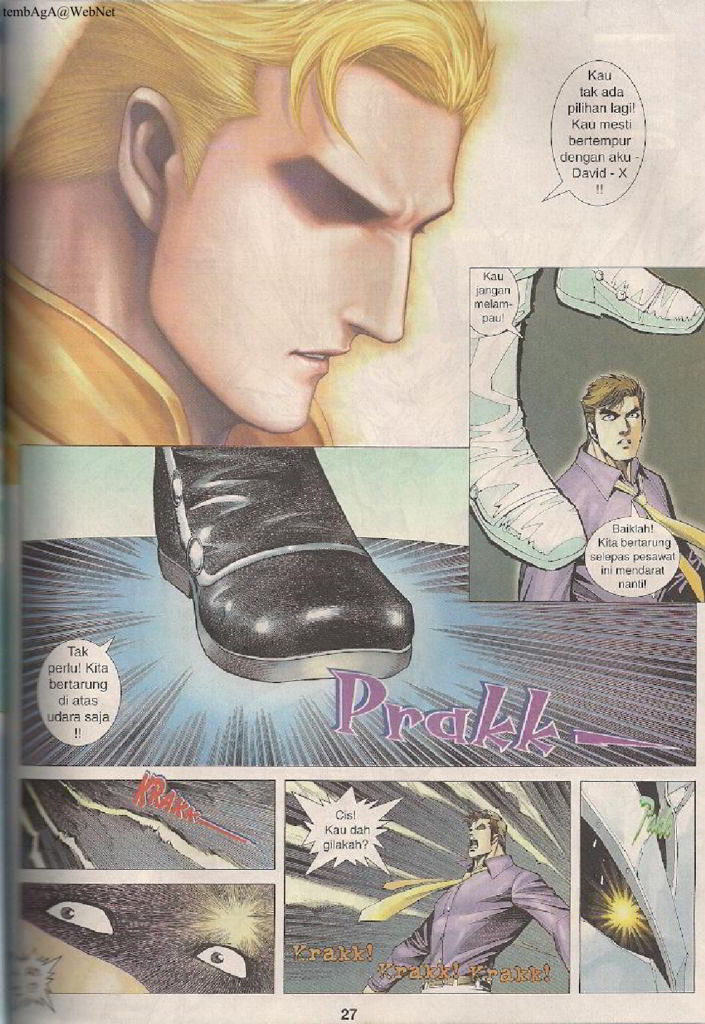 tembAgA@WebNet
Kau
tak ada
pilihan lagi!
Kau mesti
bertempur
dengan aku -
David - X
!!
Kau
jangan
melam-
pau!
Baiklah!
Kita bertarung
selepas pesawat
ini mendarat
nanti!
Tak
perlu! Kita
bertarung
di atas
udara saja
!!
Prakk
KRAKK
Cis!
Kau dah
gilakah?
Krakk!
Krakk! Krakk!
27